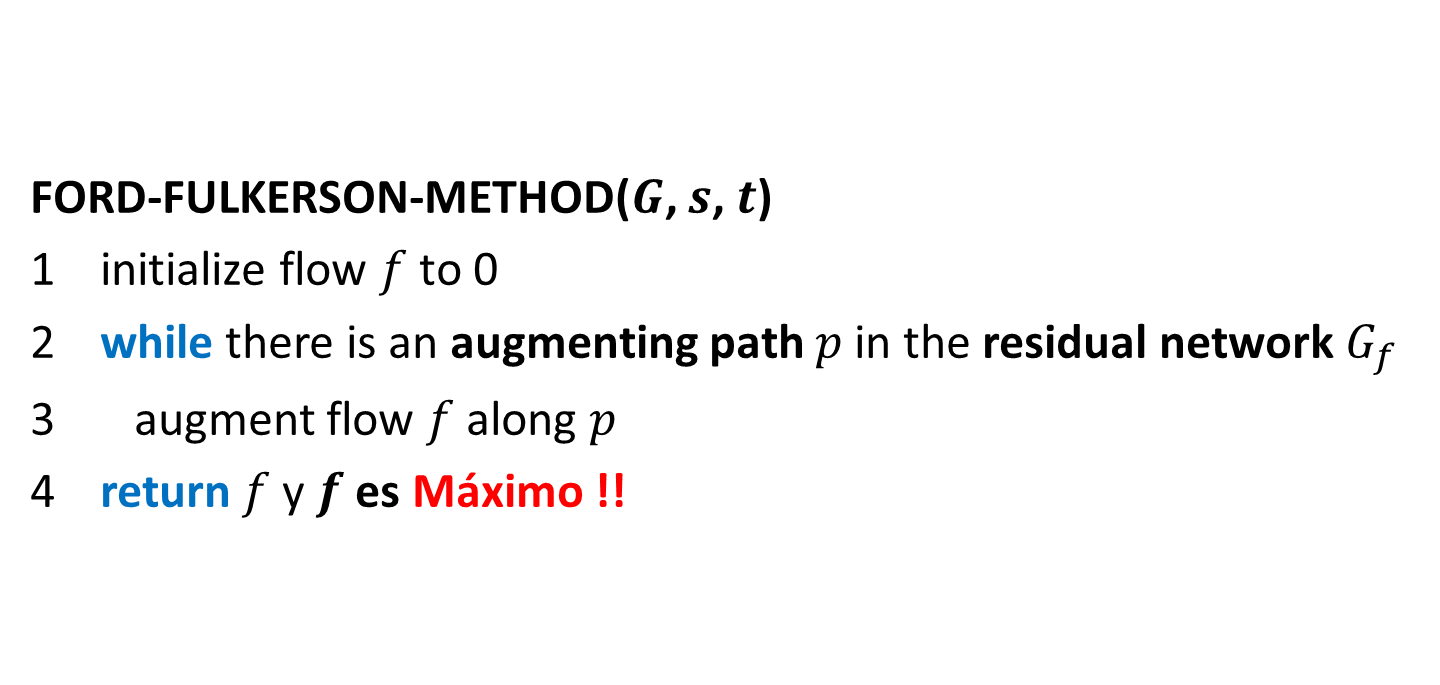 FORD-FULKERSON-METHOD(G, s, t)
1 initialize flow f to 0
2 while there is an augmenting path p in the residual network G_f
3 augment flow f along p
4 return f y f es Máximo !!